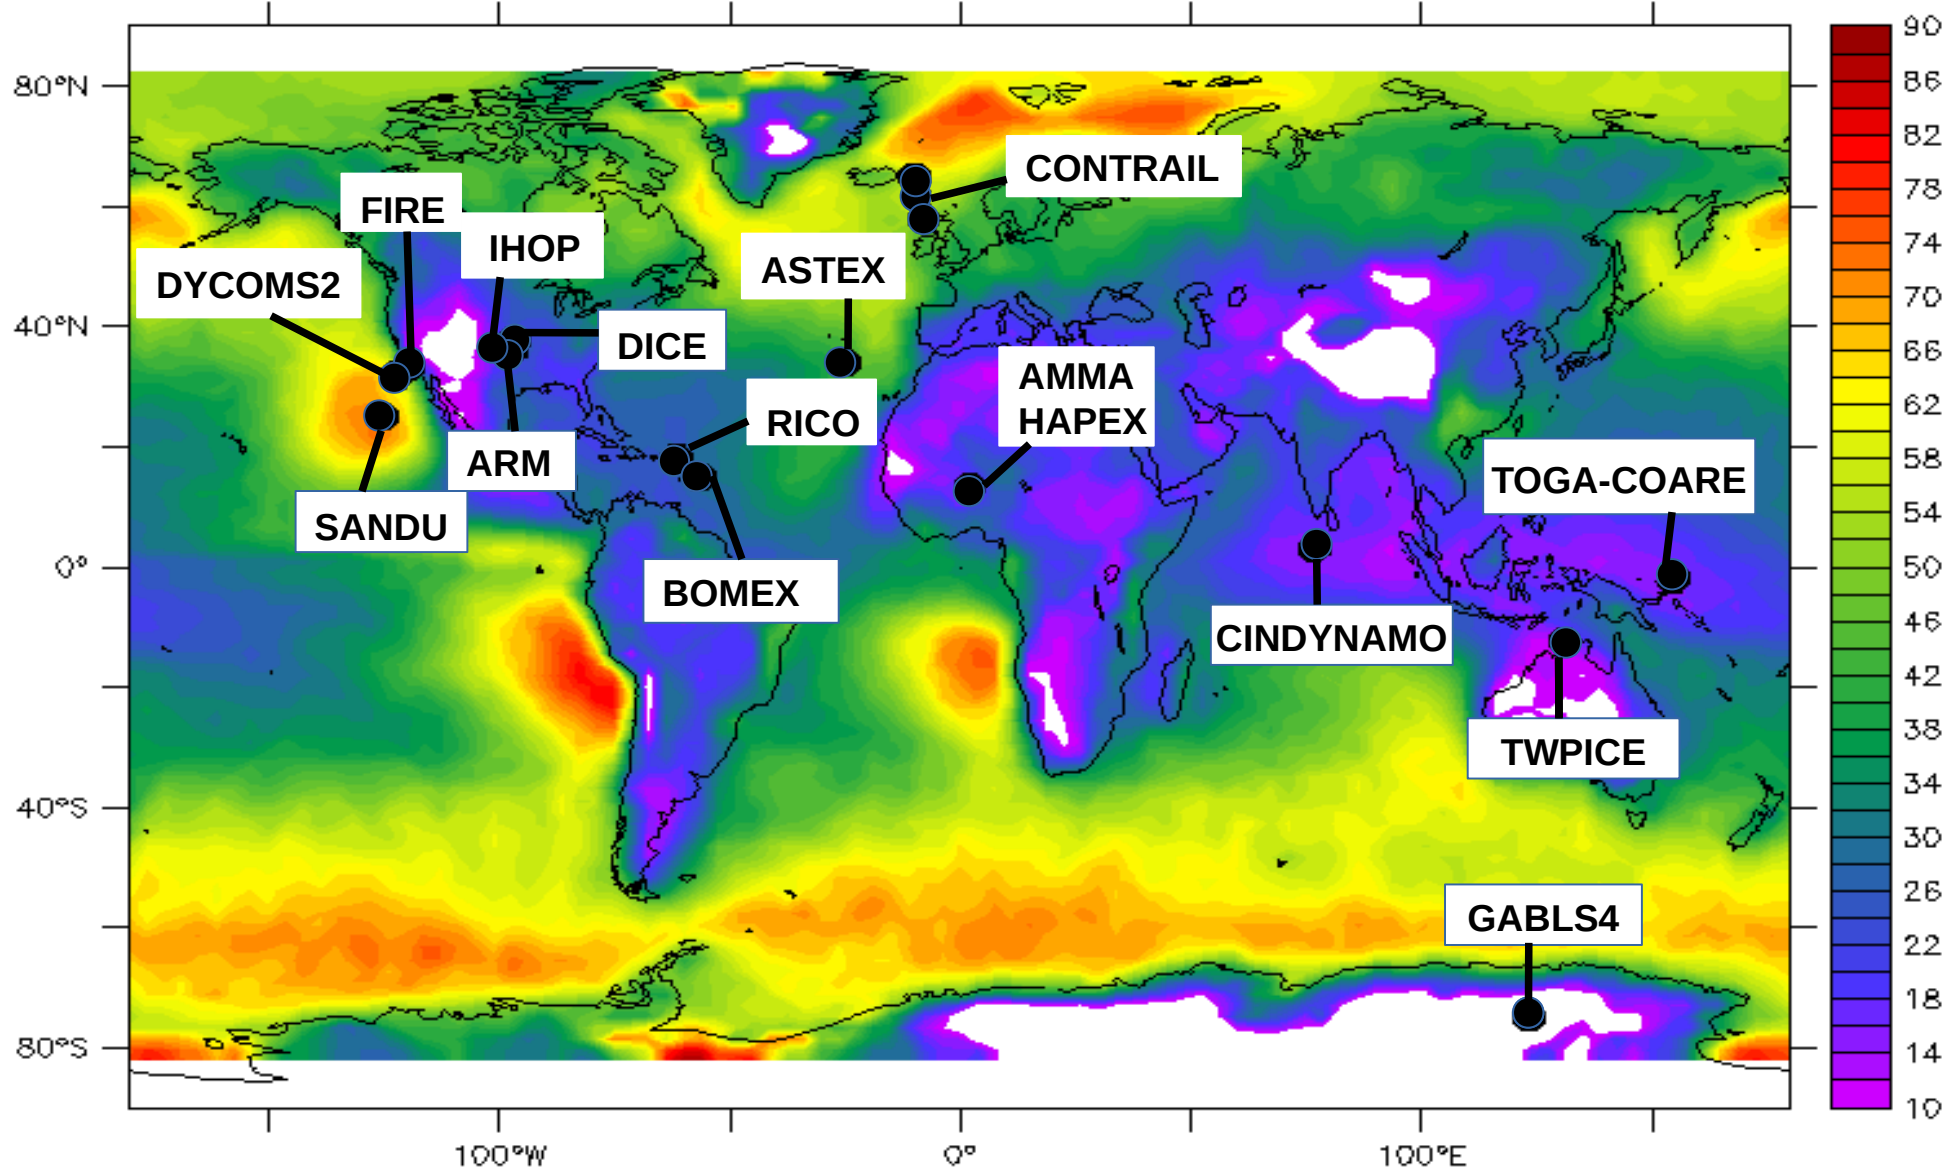 90
80°N
86
82
CONTRAIL
78
FIRE
IHOP
74
DYCOMS2
ASTEX
70
40°N
DICE
66
AMMA
HAPEX
62
RICO
58
ARM
TOGA-COARE
54
SANDU
50
0°
BOMEX
46
CINDYNAMO
42
38
TWPICE
34
40°S
30
26
GABLS4
22
18
80°S
14
10
100°W
0°
100°E